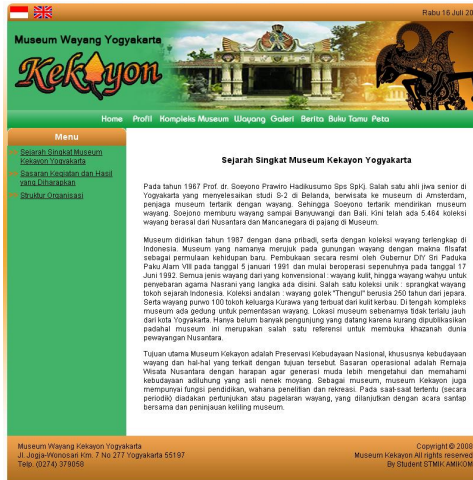 Rabu 16 Juli 20
Museum Wayang Yogyakarta
Kekayon
Home Profil Kompleks Museum Wayang Galeri Berita Buku Tamu Peta
Menu
Sejarah Singkat Museum
Kekayon Yogyakarta
Sasaran Kegiatan dan Hasil
yang Diharapkan
Struktur Organisasi
Sejarah Singkat Museum Kekayon Yogyakarta
Pada tahun 1967 Prof. dr. Soeyono Prawiro Hadikusumo Sps SpKj. Salah satu ahli jiwa senior di
Yogyakarta yang menyelesaikan studi S-2 di Belanda, berwisata ke museum di Amsterdam,
penjaga museum tertarik dengan wayang. Sehingga Soeyono tertarik mendirikan museum
wayang. Soejono memburu wayang sampai Banyuwangi dan Bali. Kini telah ada 5.464 koleksi
wayang berasal dari Nusantara dan Mancanegara di pajang di Museum.
Museum didirikan tahun 1987 dengan dana pribadi, serta dengan koleksi wayang terlengkap di
Indonesia. Museum yang namanya merujuk pada gunungan wayang dengan makna filsafat
sebagai permulaan kehidupan baru. Pembukaan secara resmi oleh Gubernur DIY Sri Paduka
Paku Alam VIII pada tanggal 5 januari 1991 dan mulai beroperasi sepenuhnya pada tanggal 17
Juni 1992. Semua jenis wayang dari yang konvensional : wayang kulit, hingga wayang wahyu untuk
penyebaran agama Nasrani yang langka ada disini. Salah satu koleksi unik : sprangkat wayang
tokoh sejarah Indonesia. Koleksi andalan : wayang golek "Thengul" berusia 250 tahun dari jepara.
Serta wayang purwo 100 tokoh keluarga Kurawa yang terbuat dari kulit kerbau. Di tengah kompleks
museum ada gedung untuk pementasan wayang. Lokasi museum sebenarnya tidak terlalu jauh
dari kota Yogyakarta. Hanya belum banyak pengunjung yang datang karena kurang dipublikasikan
padahal museum ini merupakan salah satu referensi untuk membuka khazanah dunia
pewayangan Nusantara.
Tujuan utama Museum Kekayon adalah Preservasi Kebudayaan Nasional, khususnya kebudayaan
wayang dan hal-hal yang terkait dengan tujuan tersebut. Sasaran operasional adalah Remaja
Wisata Nusantara dengan harapan agar generasi muda lebih mengetahui dan memahami
kebudayaan adiluhung yang asli nenek moyang. Sebagai museum, museum Kekayon juga
mempunyai fungsi pendidikan, wahana penelitian dan rekreasi. Pada saat-saat tertentu (secara
periodik) diadakan pertunjukan atau pagelaran wayang, yang dilanjutkan dengan acara santap
bersama dan peninjauan keliling museum.
Museum Wayang Kekayon Yogyakarta
Jl. Jogja-Wonosari Km. 7 No 277 Yogyakarta 55197
Telp. (0274) 379058
Copyright © 2008
Museum Kekayon All rights reserved
By Student STMIK AMIKOM